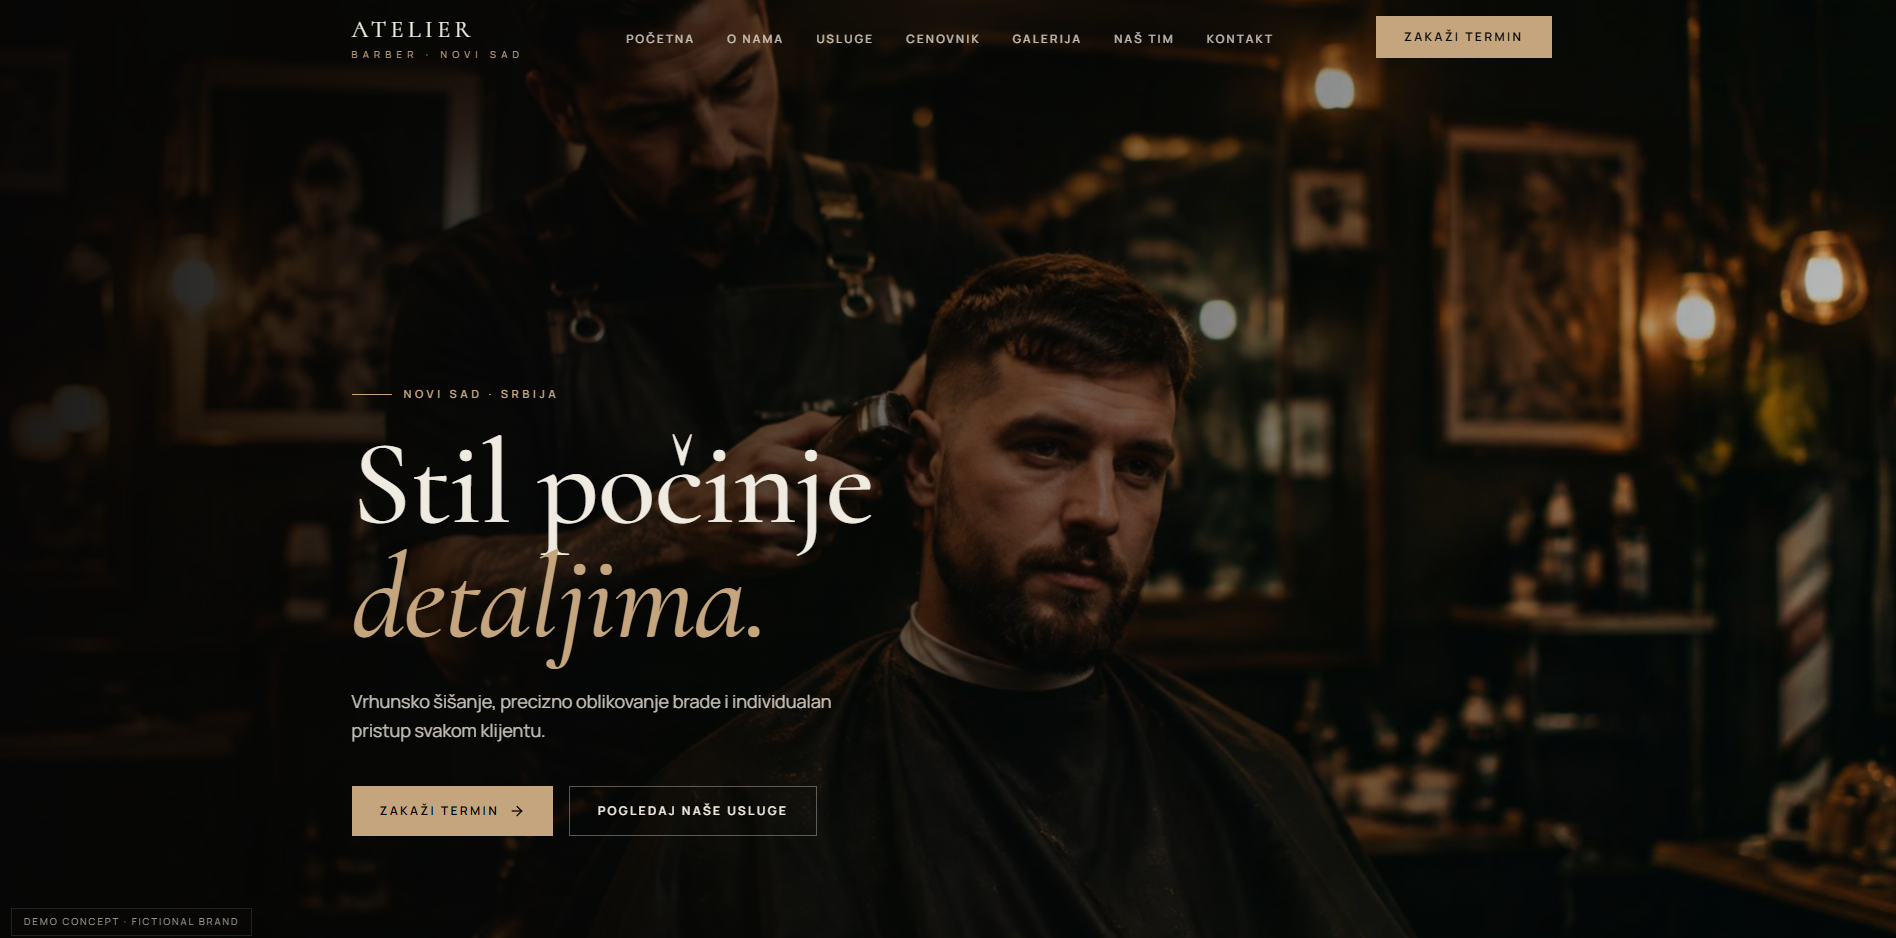 ATELIER
BARBER · NOVI SAD
POČETNA
O NAMA
USLUGE
CENOVNIK
GALERIJA
NAŠ TIM
KONTAKT
ZAKAŽI TERMIN
NOVI SAD · SRBIJA
Stil počinje
detaljima.
Vrhunsko šišanje, precizno oblikovanje brade i individualan
pristup svakom klijentu.
ZAKAŽI TERMIN →
POGLEDAJ NAŠE USLUGE
DEMO CONCEPT · FICTIONAL BRAND